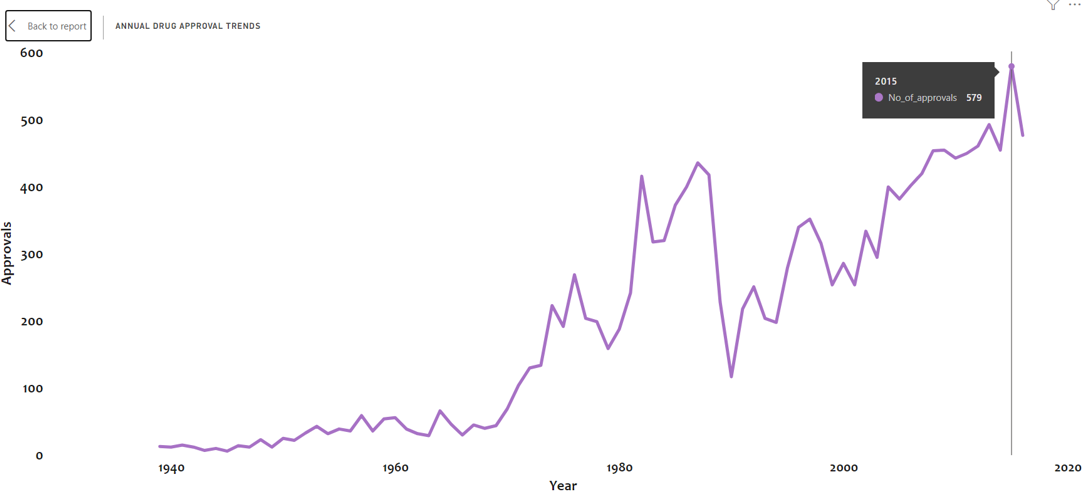 Back to report
ANNUAL DRUG APPROVAL TRENDS
600
500
400
300
200
100
0
Approvals
2015
No_of_approvals 579
1940 1960 1980 2000 2020
Year